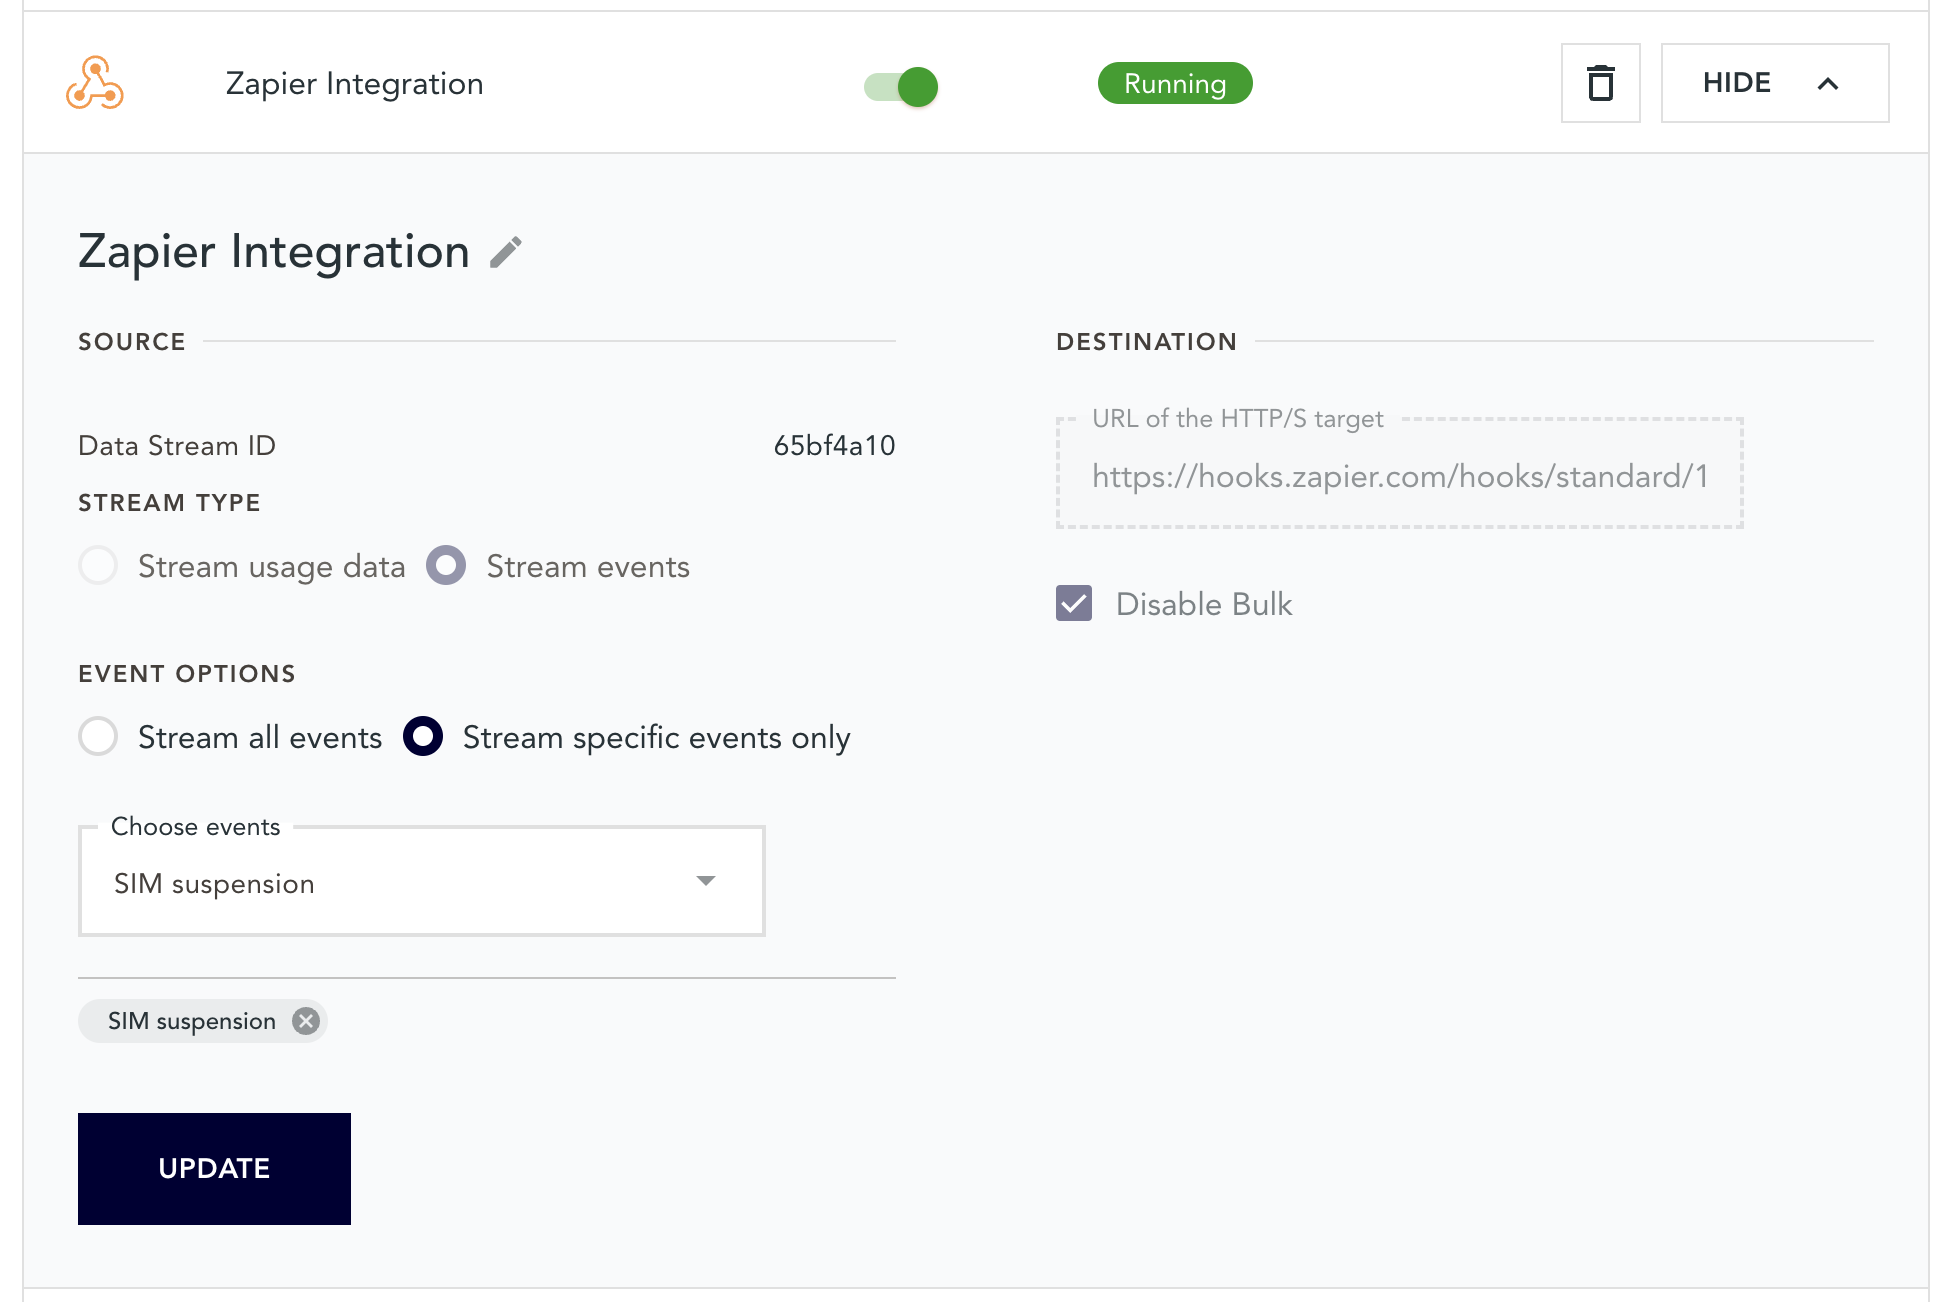 Zapier Integration
Running
HIDE
Zapier Integration
SOURCE
Data Stream ID 65bf4a10
STREAM TYPE
Stream usage data Stream events
EVENT OPTIONS
Stream all events Stream specific events only
Choose events
SIM suspension
SIM suspension
UPDATE
DESTINATION
URL of the HTTP/S target
https://hooks.zapier.com/hooks/standard/1
Disable Bulk